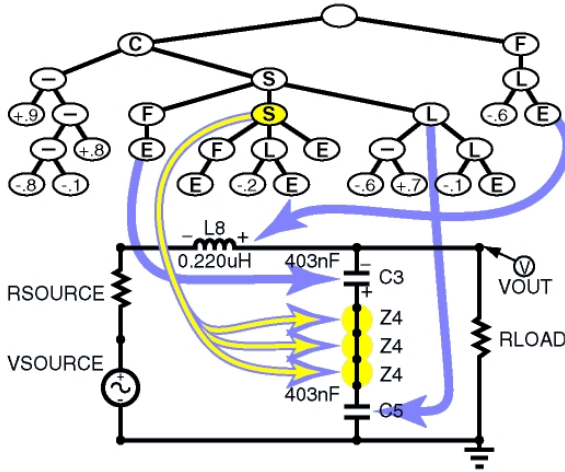 C F
− S L
+.9 − F S L -.6 E
− +.8 E F L E − L
-.8 -.1 E -.2 E -.6 +.7 -.1 E
− L8 +
0.220uH 403nF − C3
+
RSOURCE
V
VOUT
Z4
Z4
RLOAD
VSOURCE
+
−
Z4
403nF
C5